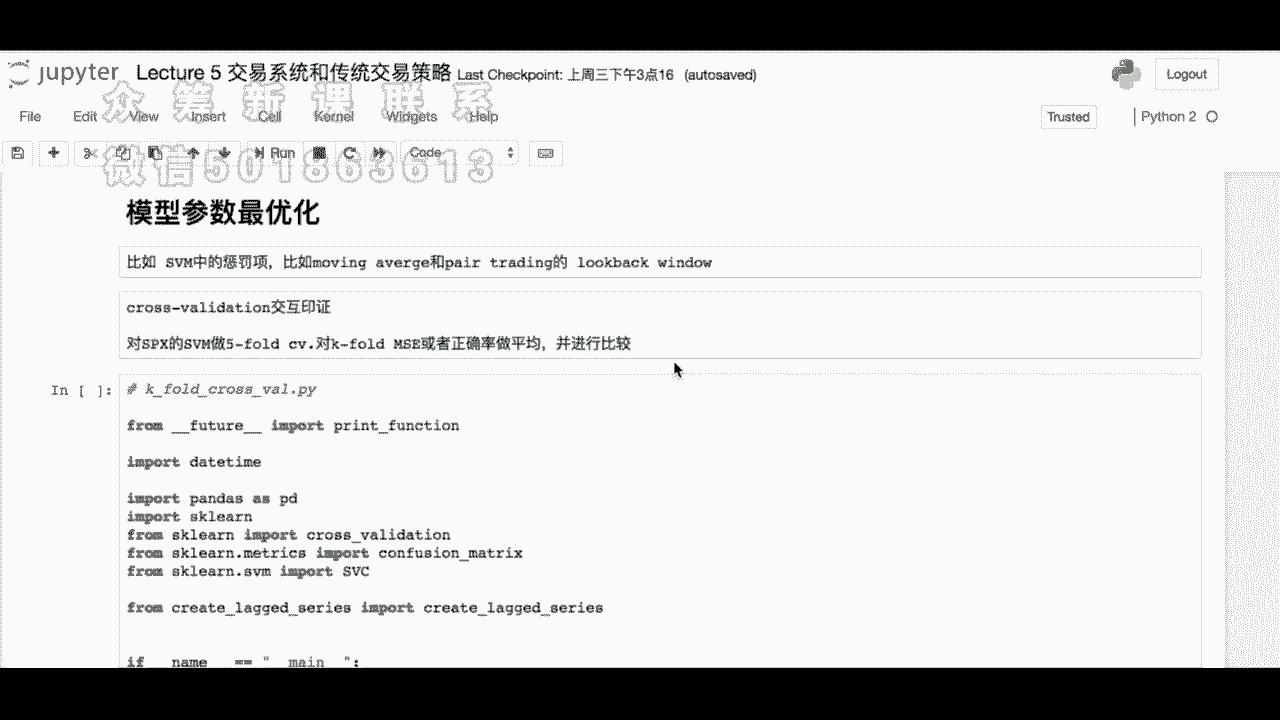 jupyter Lecture 5 交易系统和传统交易策略 Last Checkpoint: 上周三下午3点16 (autosaved)
Logout
众筹新课联系
File Edit View Insert Cell Kernel Widgets Help
Trusted
Python 2
Run
Code
微信501863613
模型参数最优化
比如 SVM中的惩罚项，比如moving averge和pair trading的 lookback window
cross-validation交互印证
对SPX的SVM做5-fold cv.对k-fold MSE或者正确率做平均，并进行比较
In [ ]:
# k_fold_cross_val.py
from __future__ import print_function
import datetime
import pandas as pd
import sklearn
from sklearn import cross_validation
from sklearn.metrics import confusion_matrix
from sklearn.svm import SVC
from create_lagged_series import create_lagged_series
if __name__ == "__main__":